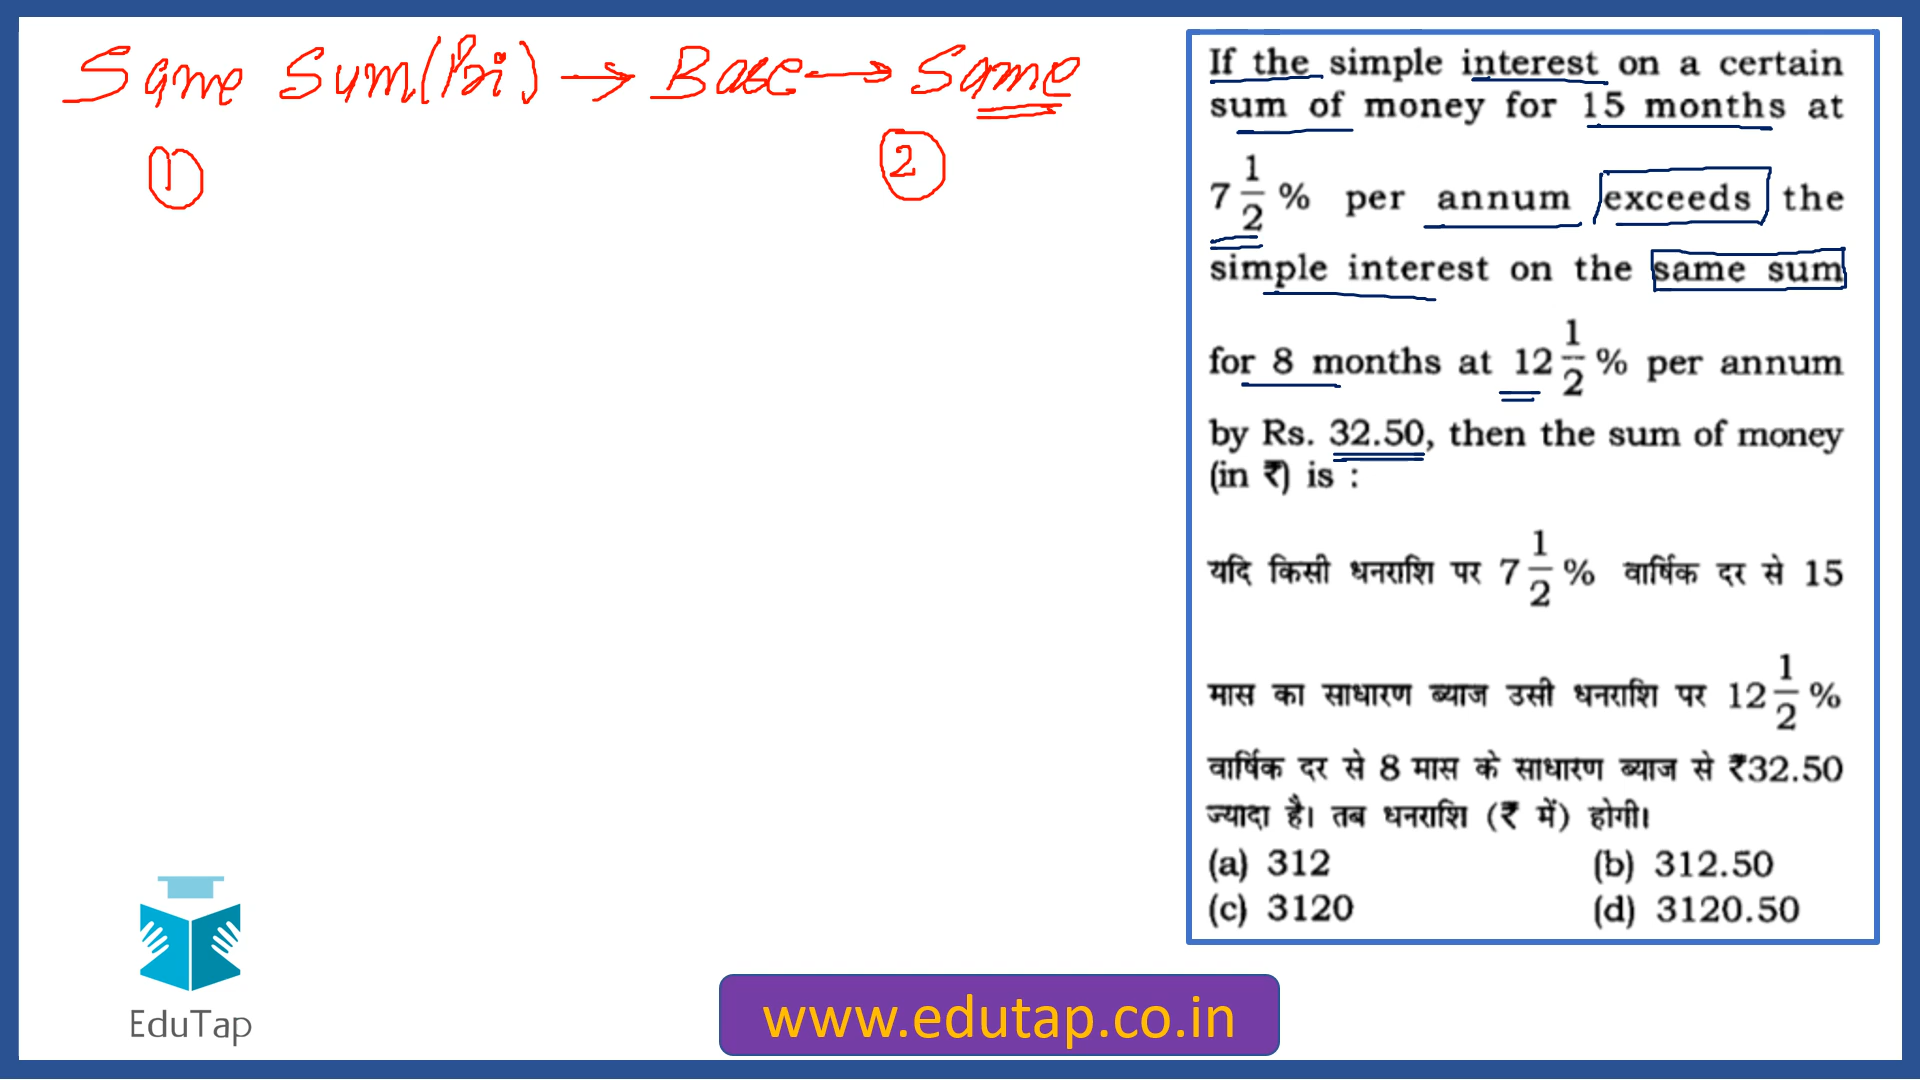 Same Sum(Pri) → Base → Same
① ②
If the simple interest on a certain
sum of money for 15 months at
7 1/2 % per annum exceeds the
simple interest on the same sum
for 8 months at 12 1/2 % per annum
by Rs. 32.50, then the sum of money
(in ₹) is :
यदि किसी धनराशि पर 7 1/2 % वार्षिक दर से 15
मास का साधारण ब्याज उसी धनराशि पर 12 1/2 %
वार्षिक दर से 8 मास के साधारण ब्याज से ₹32.50
ज्यादा है। तब धनराशि (₹ में) होगी।
(a) 312 (b) 312.50
(c) 3120 (d) 3120.50
EduTap
www.edutap.co.in